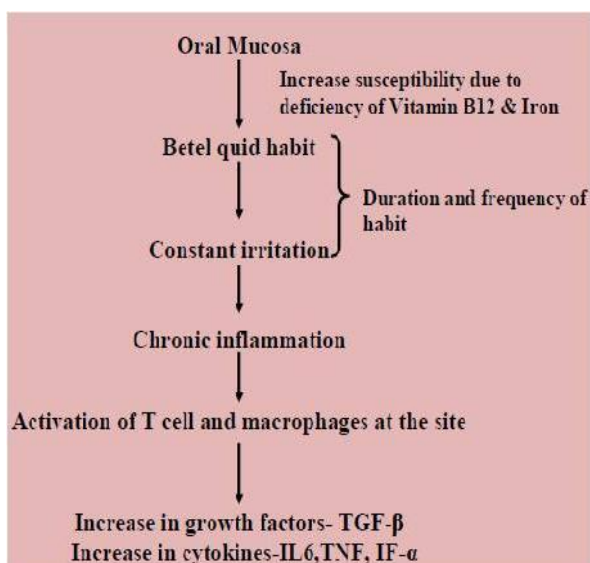 Oral Mucosa
Increase susceptibility due to
deficiency of Vitamin B12 & Iron
Betel quid habit
Duration and frequency of
habit
Constant irritation
Chronic inflammation
Activation of T cell and macrophages at the site
Increase in growth factors- TGF-β
Increase in cytokines-IL6,TNF, IF-α